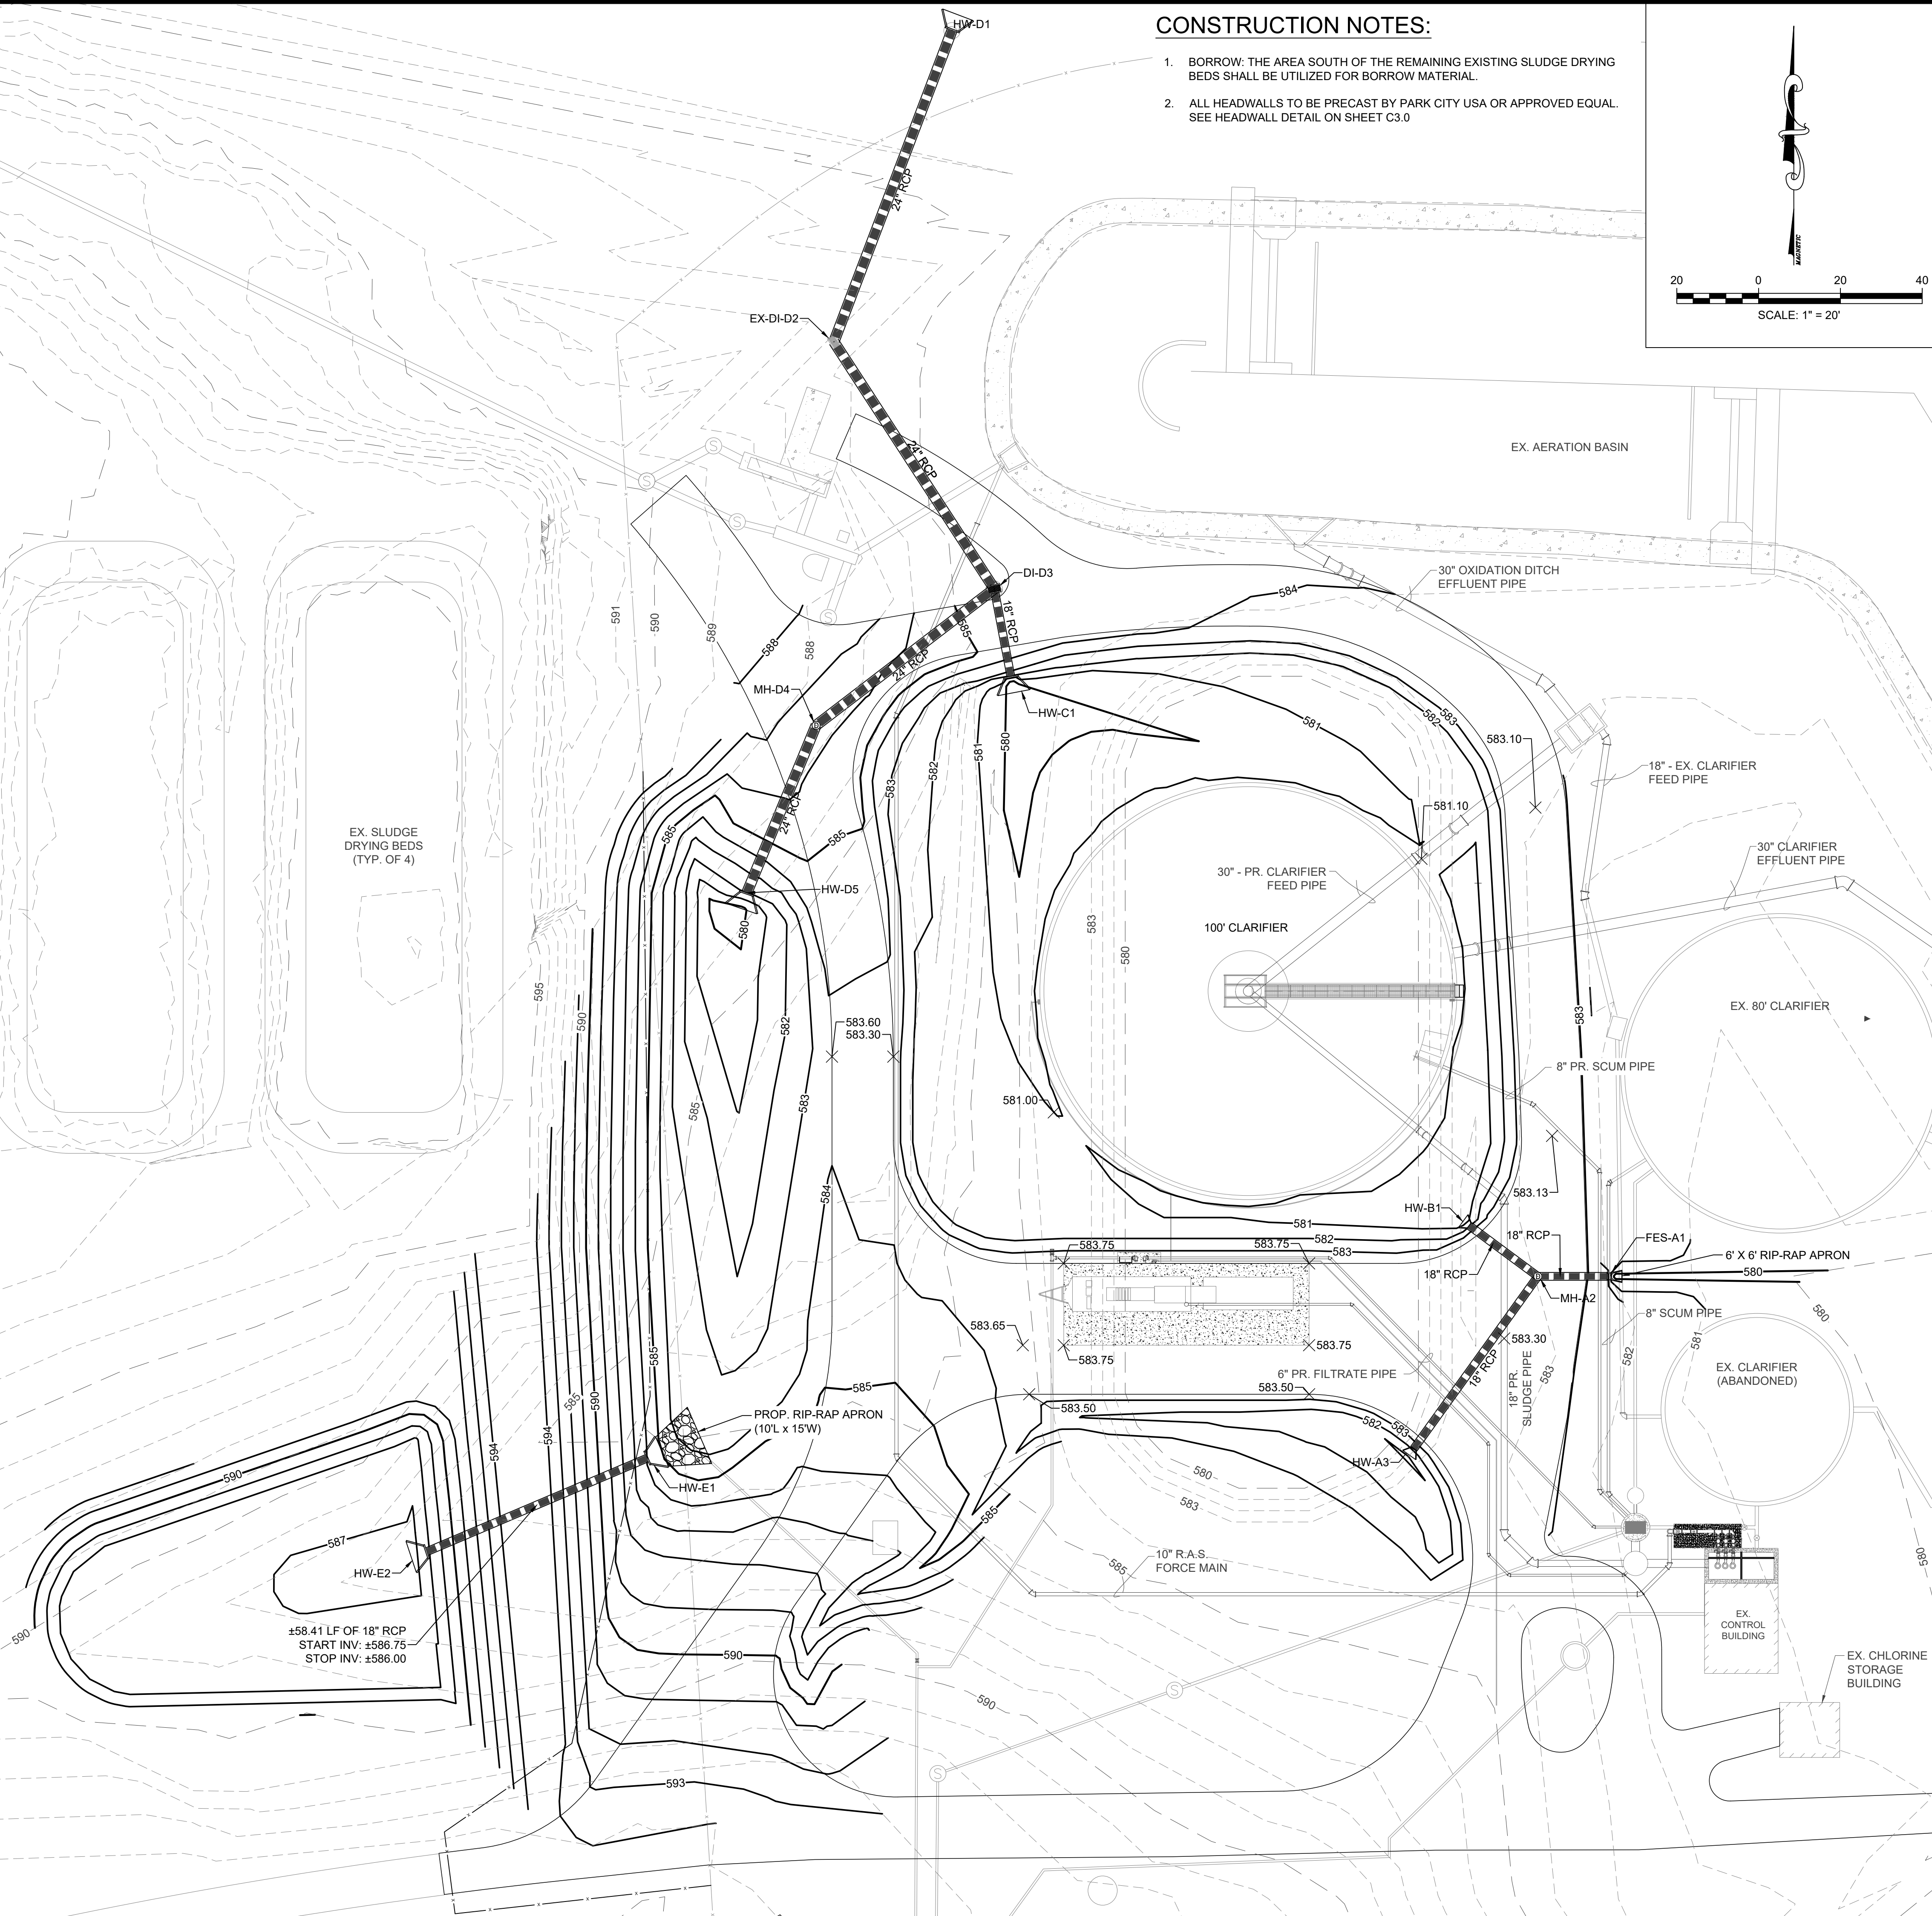 HW-D1
CONSTRUCTION NOTES:
1. BORROW: THE AREA SOUTH OF THE REMAINING EXISTING SLUDGE DRYING
BEDS SHALL BE UTILIZED FOR BORROW MATERIAL.
2. ALL HEADWALLS TO BE PRECAST BY PARK CITY USA OR APPROVED EQUAL.
SEE HEADWALL DETAIL ON SHEET C3.0
MAGNETIC
20 0 20 40
SCALE: 1" = 20'
24" RCP
EX-DI-D2
24" RCP
EX. AERATION BASIN
DI-D3
30" OXIDATION DITCH
EFFLUENT PIPE
584
18" RCP
591
590
589
588
588
585
24" RCP
MH-D4
HW-C1
581
582
583
583.10
580
581
582
583
18" - EX. CLARIFIER
FEED PIPE
581.10
24" RCP
585
585
EX. SLUDGE
DRYING BEDS
(TYP. OF 4)
30" CLARIFIER
EFFLUENT PIPE
30" - PR. CLARIFIER
FEED PIPE
HW-D5
580
583
580
100' CLARIFIER
595
590
582
583.60
583.30
583
EX. 80' CLARIFIER
8" PR. SCUM PIPE
581.00
585
583
584
583.13
HW-B1
18" RCP
581
582
583
583.75
583.75
FES-A1
6' X 6' RIP-RAP APRON
580
18" RCP
MH-A2
580
8" SCUM PIPE
583.65
583.75
583.75
583.30
18" RCP
18" PR.
SLUDGE PIPE
583
582
581
6" PR. FILTRATE PIPE
EX. CLARIFIER
(ABANDONED)
585
585
583.50
583.50
585
590
PROP. RIP-RAP APRON
(10'L x 15'W)
582
583
HW-A3
594
594
590
580
583
HW-E1
585
587
HW-E2
585
10" R.A.S.
FORCE MAIN
580
±58.41 LF OF 18" RCP
START INV: ±586.75
STOP INV: ±586.00
590
590
590
EX.
CONTROL
BUILDING
EX. CHLORINE
STORAGE
BUILDING
593